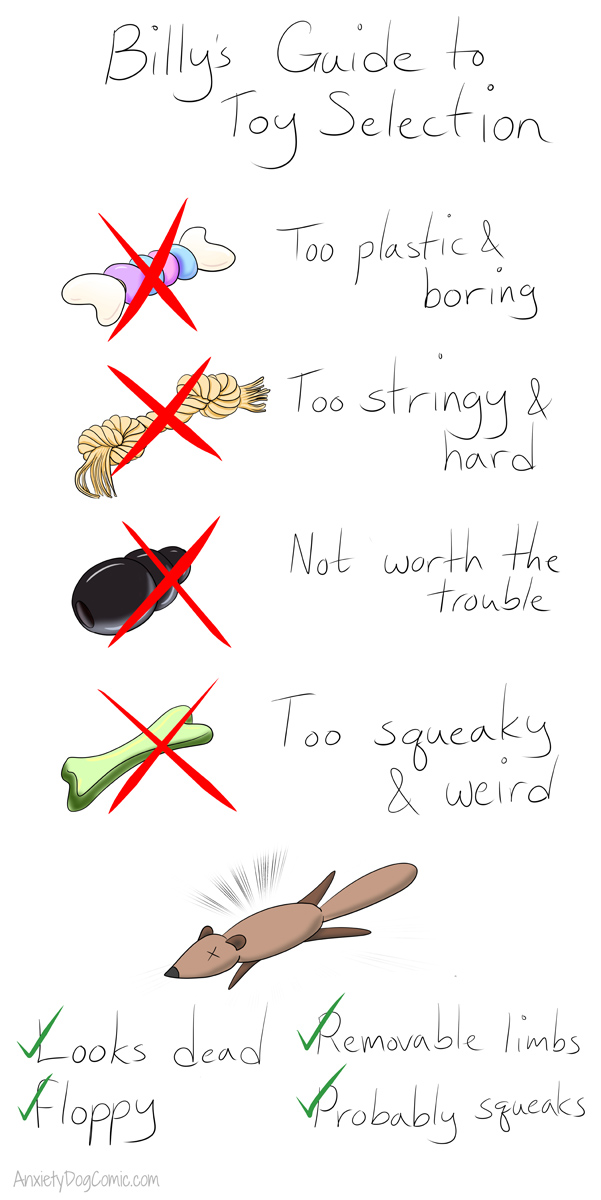 Billy's Guide to
Toy Selection
Too plastic &
boring
Too stringy &
hard
Not worth the
trouble
Too squeaky
& weird
Looks dead
Removable limbs
Floppy
Probably squeaks
AnxietyDogComic.com